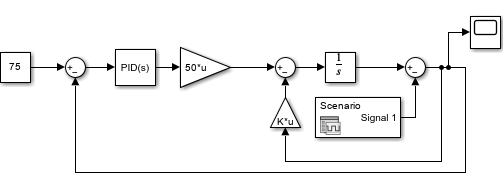 75
+
−
PID(s)
50*u
+
−
1
s
+
−
K*u
Scenario
Signal 1